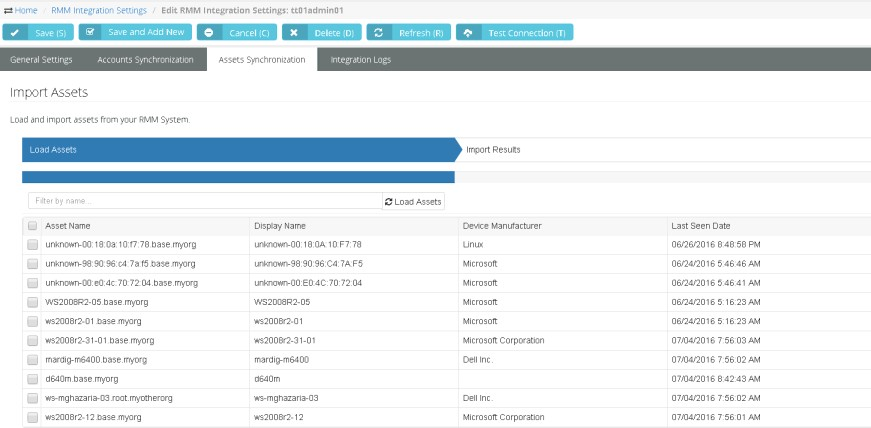 Home / RMM Integration Settings / Edit RMM Integration Settings: tt01admin01
Save (S) Save and Add New Cancel (C) Delete (D) Refresh (R) Test Connection (T)
General Settings Accounts Synchronization Assets Synchronization Integration Logs
Import Assets
Load and import assets from your RMM System.
Load Assets Import Results
Filter by name... Load Assets
Asset Name Display Name Device Manufacturer Last Seen Date
unknown-00:18:0a:10:f7:78.base.myorg unknown-00:18:0A:10:F7:78 Linux 06/26/2016 8:48:58 PM
unknown-98:90:96:c4:7a:f5.base.myorg unknown-98:90:96:C4:7A:F5 Microsoft 06/24/2016 5:46:46 AM
unknown-00:e0:4c:70:72:04.base.myorg unknown-00:E0:4C:70:72:04 Microsoft 06/24/2016 5:46:41 AM
WS2008R2-05.base.myorg WS2008R2-05 Microsoft 06/24/2016 5:16:23 AM
ws2008r2-01.base.myorg ws2008r2-01 Microsoft 06/24/2016 5:16:23 AM
ws2008r2-31-01.base.myorg ws2008r2-31-01 Microsoft Corporation 07/04/2016 7:56:03 AM
mardig-m6400.base.myorg mardig-m6400 Dell Inc. 07/04/2016 7:56:02 AM
d640m.base.myorg d640m 07/04/2016 8:42:43 AM
ws-mghazaria-03.root.myotherorg ws-mghazaria-03 Dell Inc. 07/04/2016 7:56:02 AM
ws2008r2-12.base.myorg ws2008r2-12 Microsoft Corporation 07/04/2016 7:56:01 AM